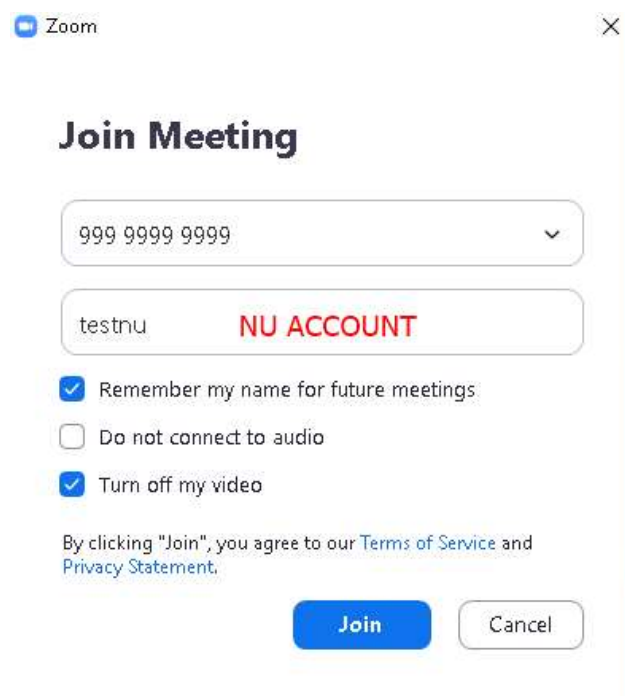 Zoom
Join Meeting
999 9999 9999
testnu NU ACCOUNT
Remember my name for future meetings
Do not connect to audio
Turn off my video
By clicking "Join", you agree to our Terms of Service and
Privacy Statement.
Join Cancel